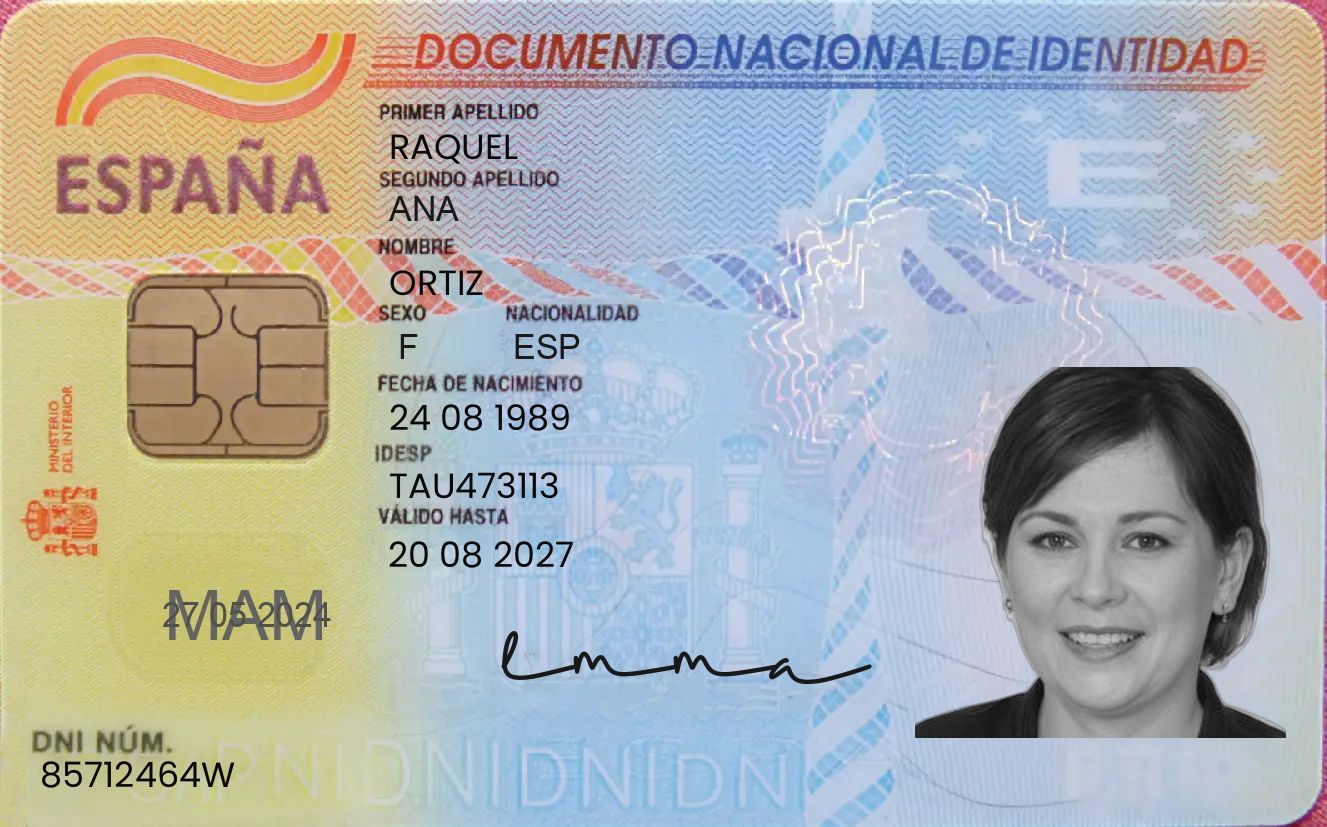 DOCUMENTO NACIONAL DE IDENTIDAD
ESPAÑA
PRIMER APELLIDO
RAQUEL
SEGUNDO APELLIDO
ANA
NOMBRE
ORTIZ
SEXO NACIONALIDAD
F ESP
FECHA DE NACIMIENTO
24 08 1989
IDESP
TAU473113
VÁLIDO HASTA
20 08 2027
MINISTERIO
DEL INTERIOR
E
MAM
27 05 2024
Emma
DNI NÚM.
85712464W
DNIDNIDNIDNI